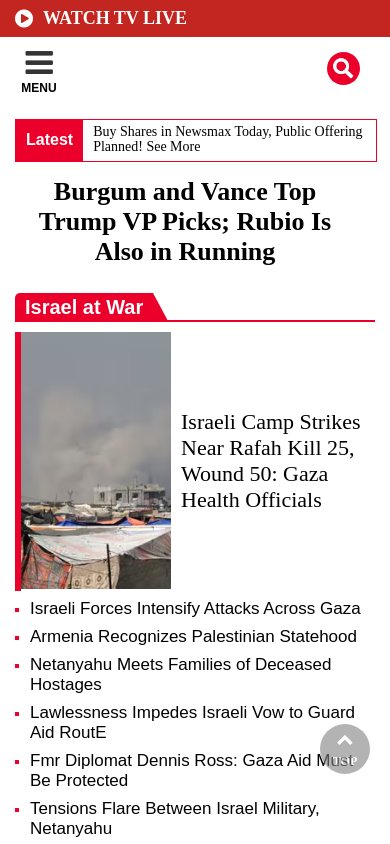 WATCH TV LIVE
MENU
Latest
Buy Shares in Newsmax Today, Public Offering
Planned! See More
Burgum and Vance Top
Trump VP Picks; Rubio Is
Also in Running
Israel at War
Israeli Camp Strikes
Near Rafah Kill 25,
Wound 50: Gaza
Health Officials
Israeli Forces Intensify Attacks Across Gaza
Armenia Recognizes Palestinian Statehood
Netanyahu Meets Families of Deceased
Hostages
Lawlessness Impedes Israeli Vow to Guard
Aid RoutE
Fmr Diplomat Dennis Ross: Gaza Aid Must
Be Protected
TOP
Tensions Flare Between Israel Military,
Netanyahu